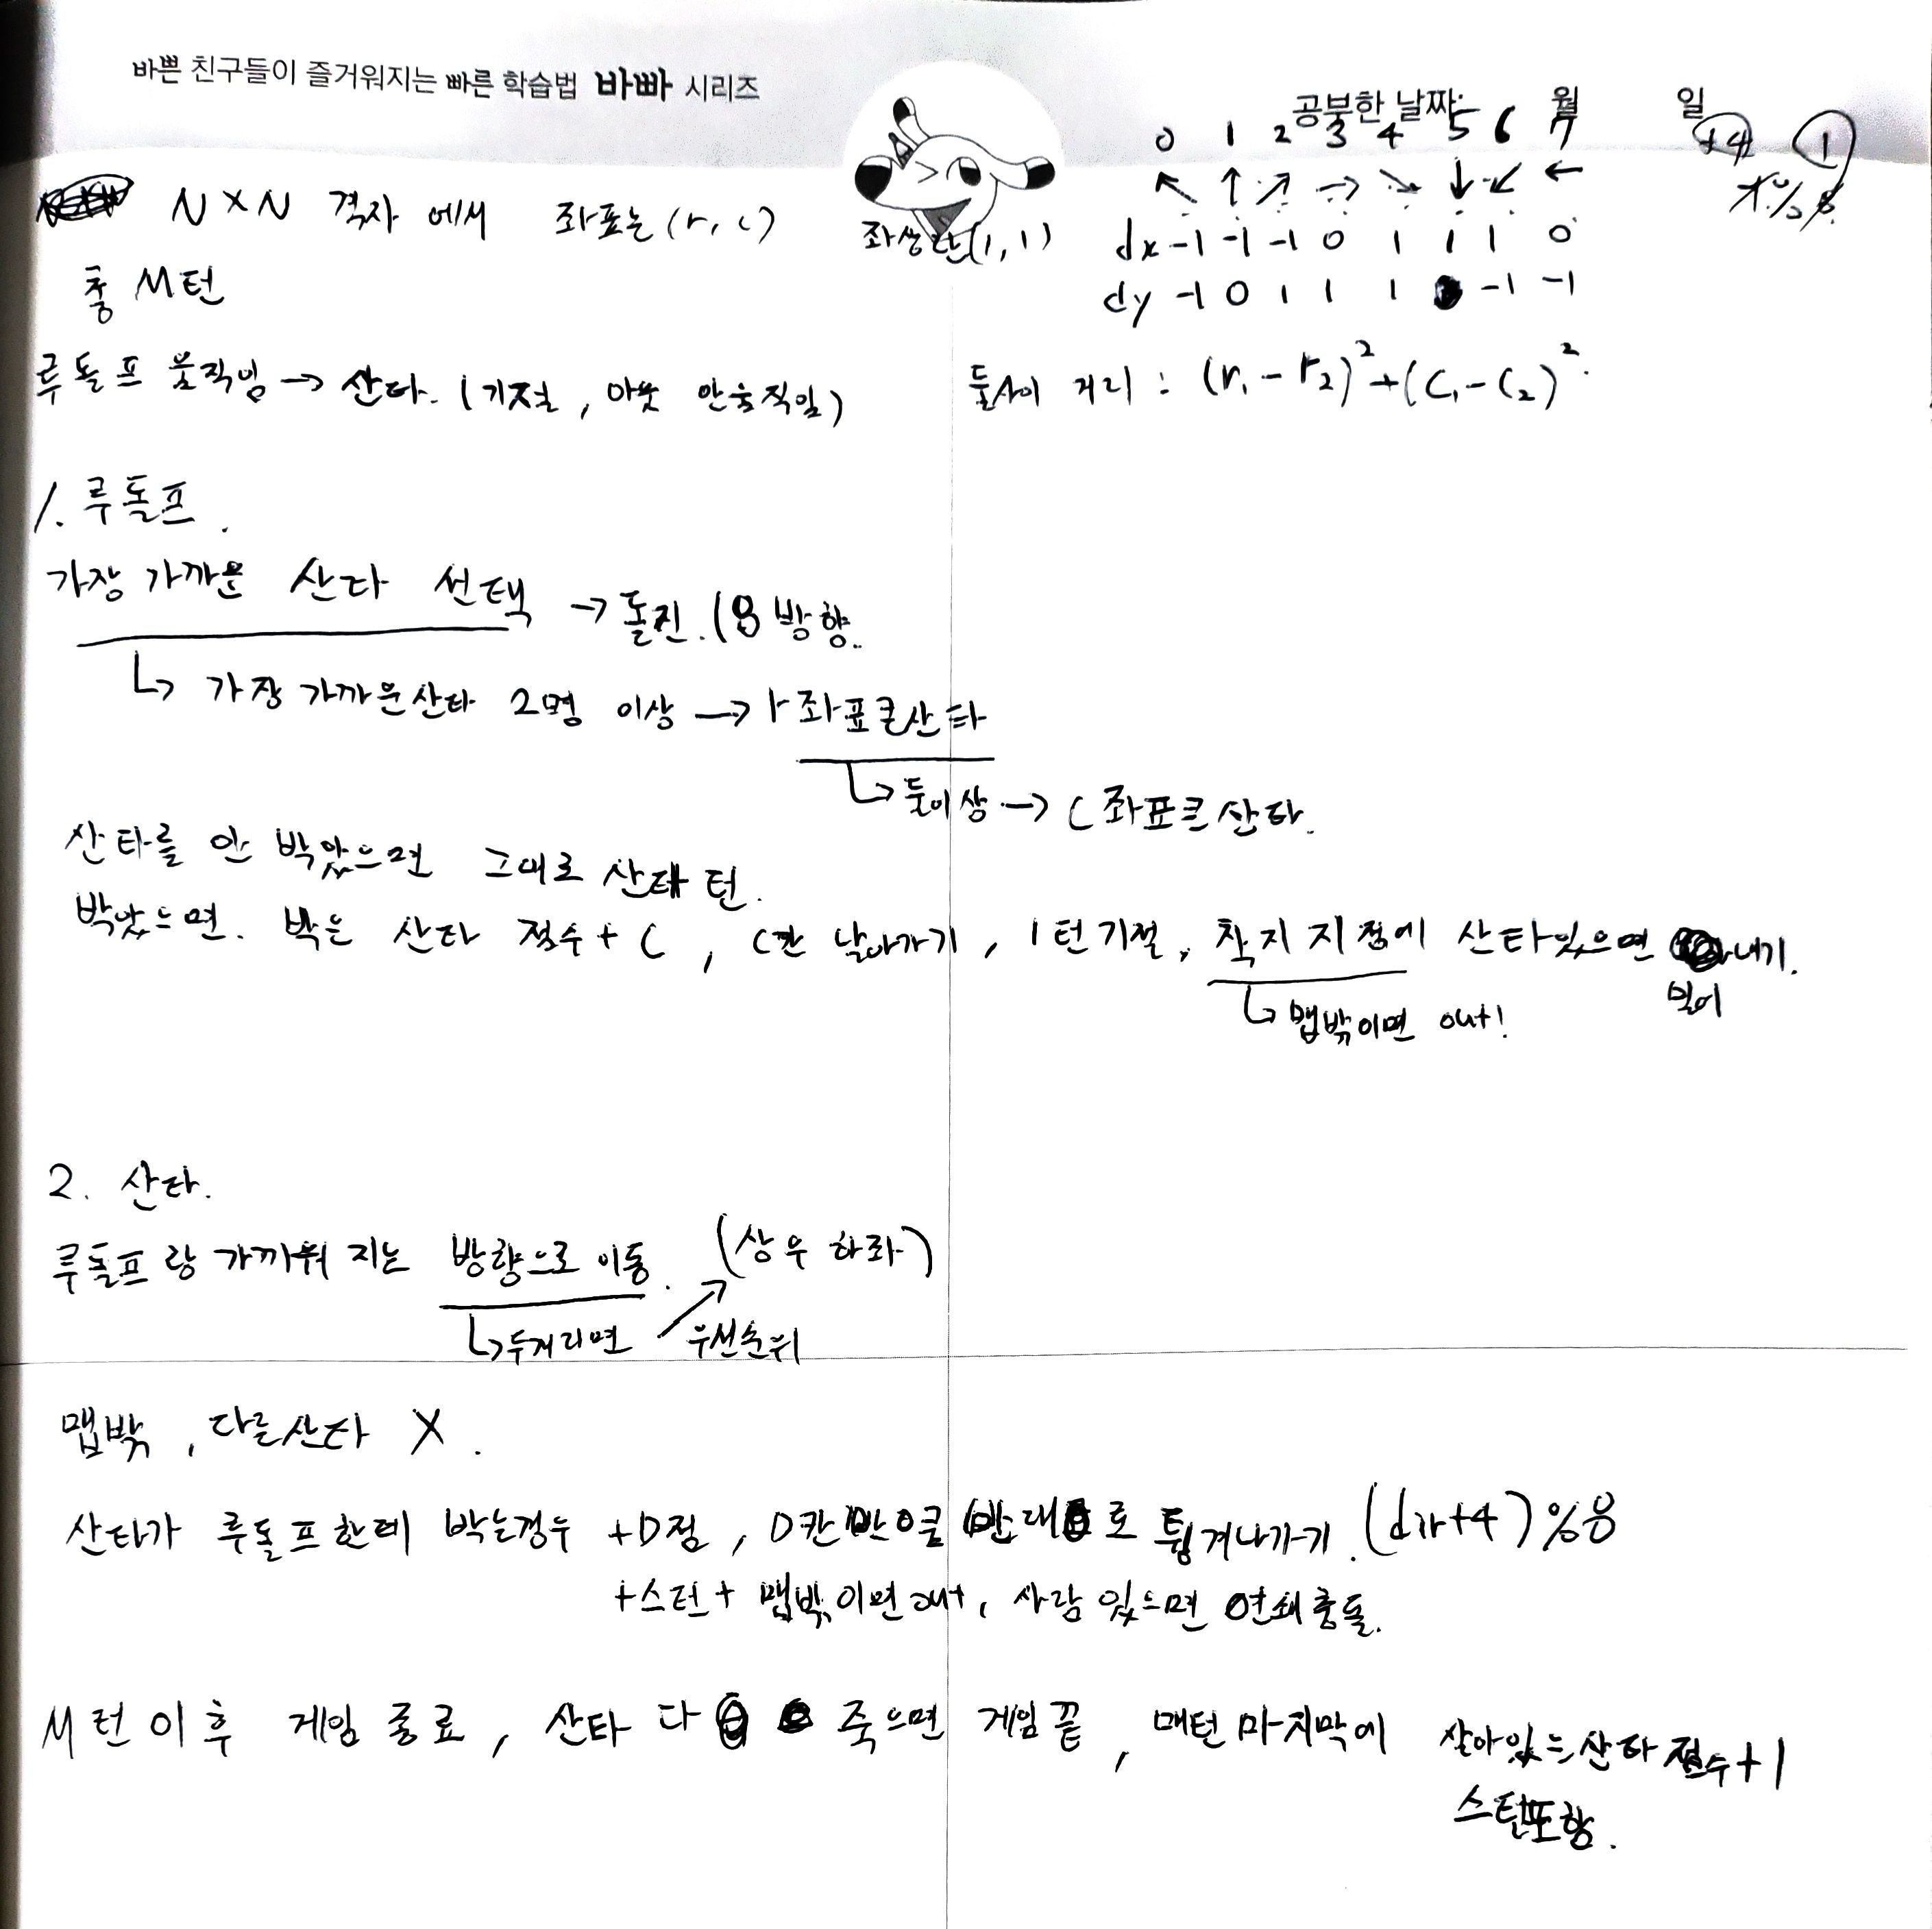 바쁜 친구들이 즐거워지는 빠른 학습법 바빠 시리즈
공부한 날짜: 월 일
0 1 2 3 4 5 6 7
↖ ↑ ↗ → ↘ ↓ ↙ ←
dx -1 -1 -1 0 1 1 1 0
dy -1 0 1 1 1 -1 -1
+4 1
N×N 격자 에서 좌표는 (r, c) 좌상단(1, 1)
총 M턴
루돌프 움직임 → 산타. (기절, 아웃 안움직임)
둘사이 거리 : (r₁ - r₂)² + (C₁ - C₂)²
1. 루돌프.
가장 가까운 산타 선택 → 돌진. (8방향.
↳ 가장 가까운산타 2명 이상 → r좌표큰산타
↳ 둘이상 → C좌표큰산타.
산타를 안 박았으면 그대로 산타 턴.
박았으면. 박은 산타 점수 + C, C칸 날아가기, 1턴기절, 착지 지점에 산타있으면 밀어내기.
↳ 맵밖이면 out!
2. 산타.
루돌프 랑 가까워 지는 방향으로 이동. (상우 하좌)
↳ 두개리면 ↗ 우선순위
맵밖, 다른산타 X.
산타가 루돌프한테 박는경우 +D점, D칸만큼 반대로 튕겨나가기. (dir+4)%8
+스턴+ 맵밖이면 out, 사람 있으면 연쇄충돌.
M턴 이후 게임 종료, 산타 다 죽으면 게임 끝, 매턴 마지막에 살아있는산타 점수+1
스턴포함.